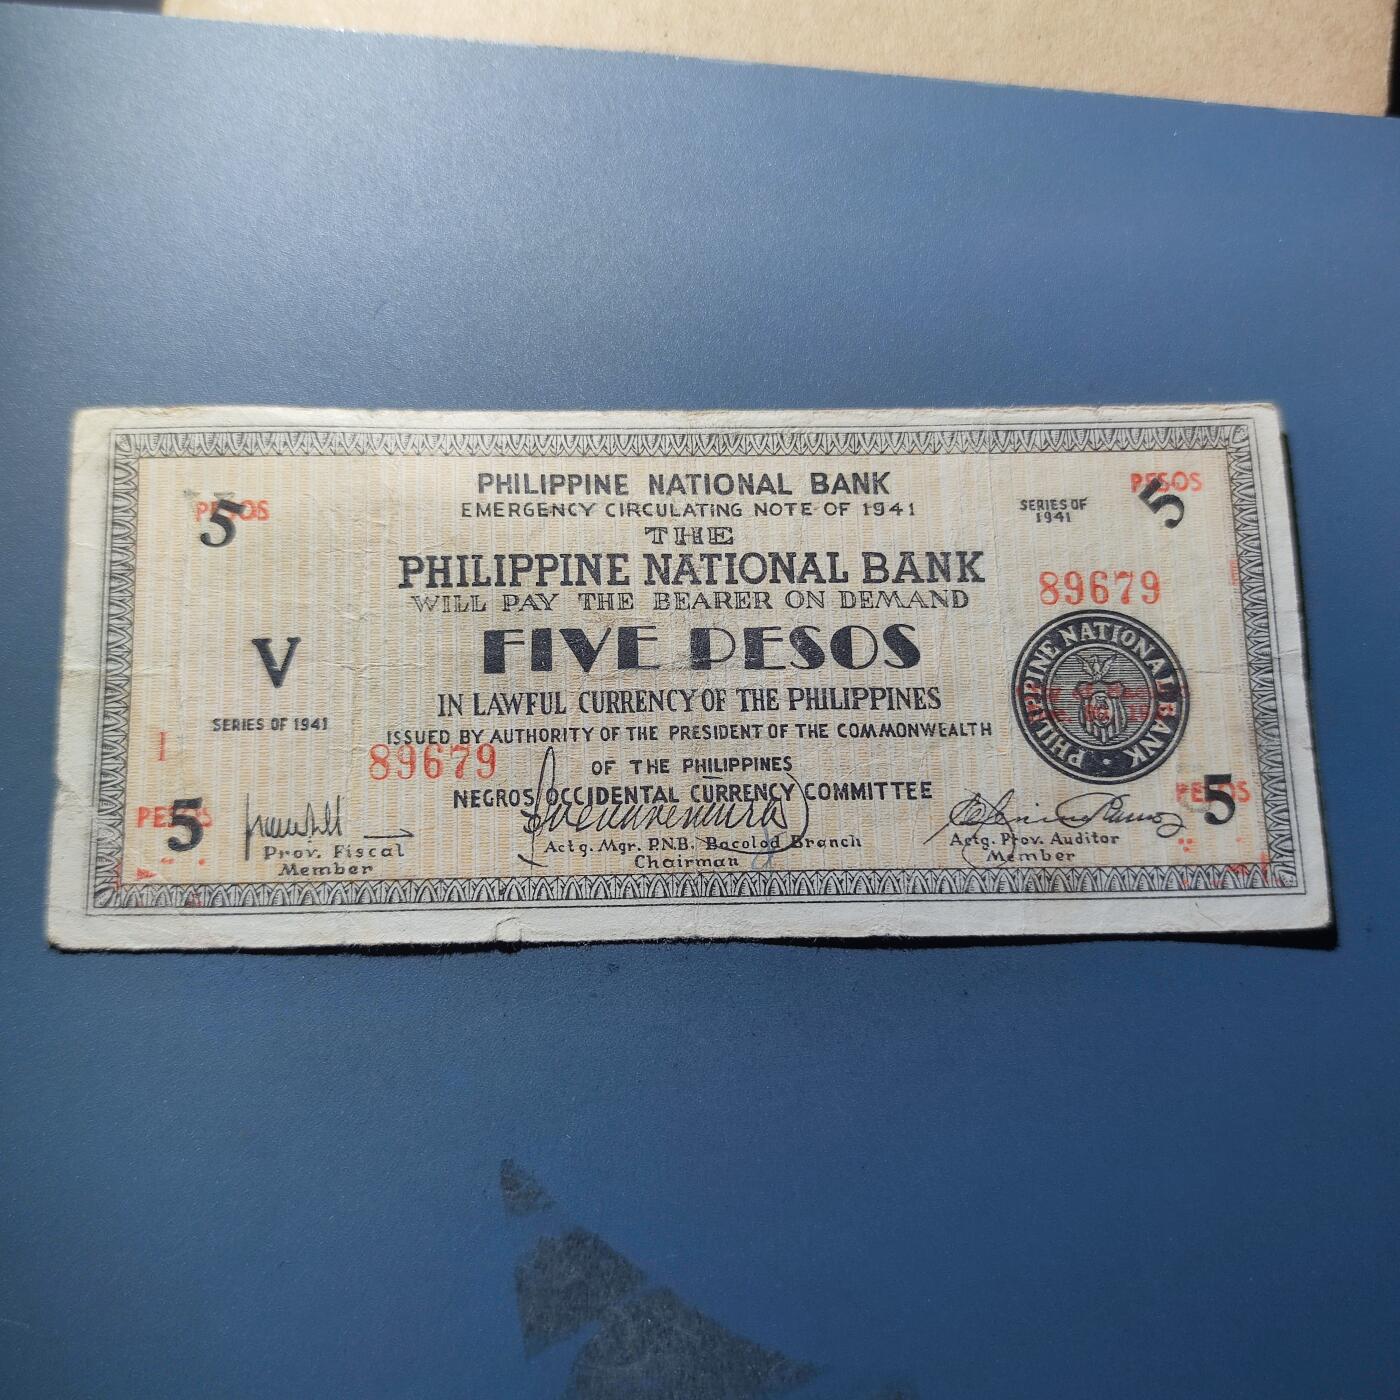 PHILIPPINE NATIONAL BANK
EMERGENCY CIRCULATING NOTE OF 1941
THE
PHILIPPINE NATIONAL BANK
WILL PAY THE BEARER ON DEMAND
FIVE PESOS
IN LAWFUL CURRENCY OF THE PHILIPPINES
ISSUED BY AUTHORITY OF THE PRESIDENT OF THE COMMONWEALTH
OF THE PHILIPPINES
NEGROS OCCIDENTAL CURRENCY COMMITTEE
PESOS
5
V
SERIES OF 1941
1
89679
PESOS
5
Prov. Fiscal
Member
Actg. Mgr. P.N.B. Bacolod Branch
Chairman
PESOS
5
SERIES OF
1941
89679
PHILIPPINE NATIONAL BANK
PESOS
5
Actg. Prov. Auditor
Member